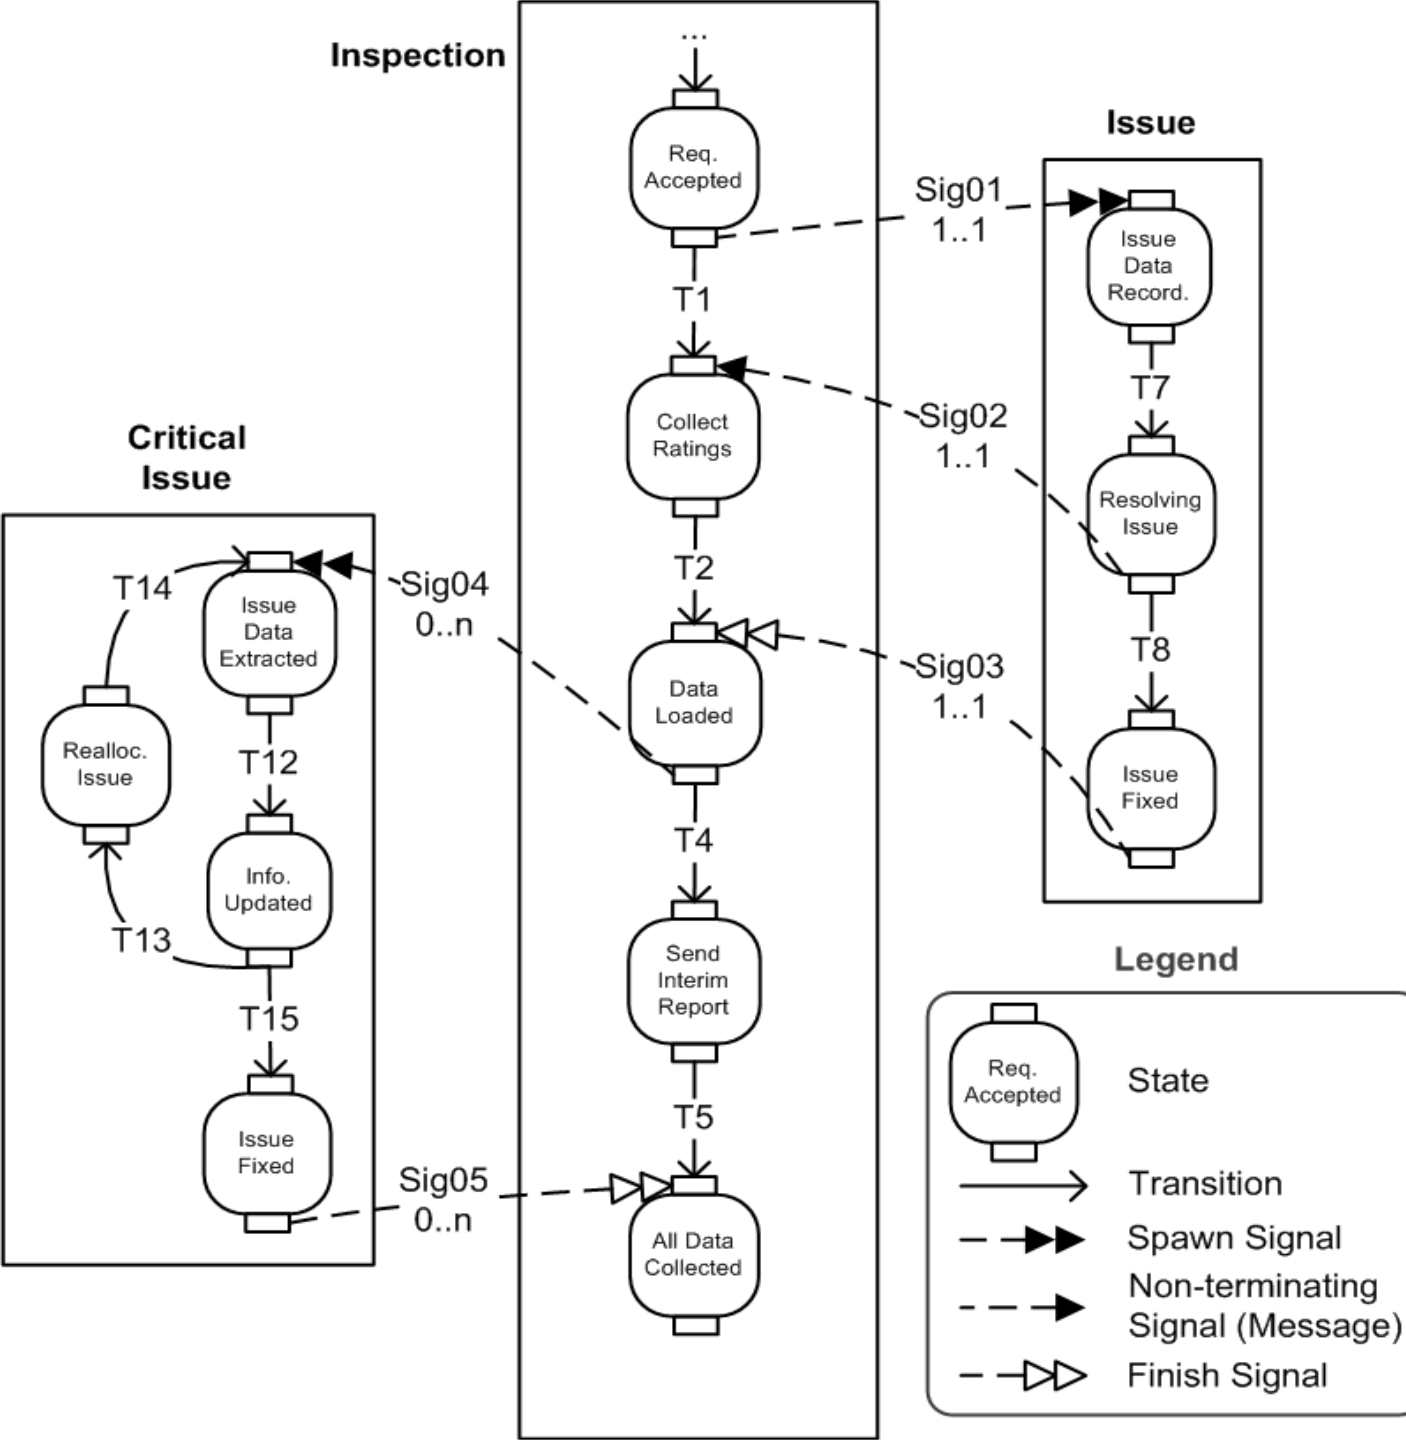 Inspection
...
Req.
Accepted
T1
Collect
Ratings
T2
Data
Loaded
T4
Send
Interim
Report
T5
All Data
Collected
Issue
Sig01
1..1
Issue
Data
Record.
T7
Sig02
1..1
Resolving
Issue
T8
Sig03
1..1
Issue
Fixed
Critical
Issue
Sig04
0..n
T14
Issue
Data
Extracted
Realloc.
Issue
T12
Info.
Updated
T13
T15
Issue
Fixed
Sig05
0..n
Legend
Req.
Accepted
State
Transition
Spawn Signal
Non-terminating
Signal (Message)
Finish Signal